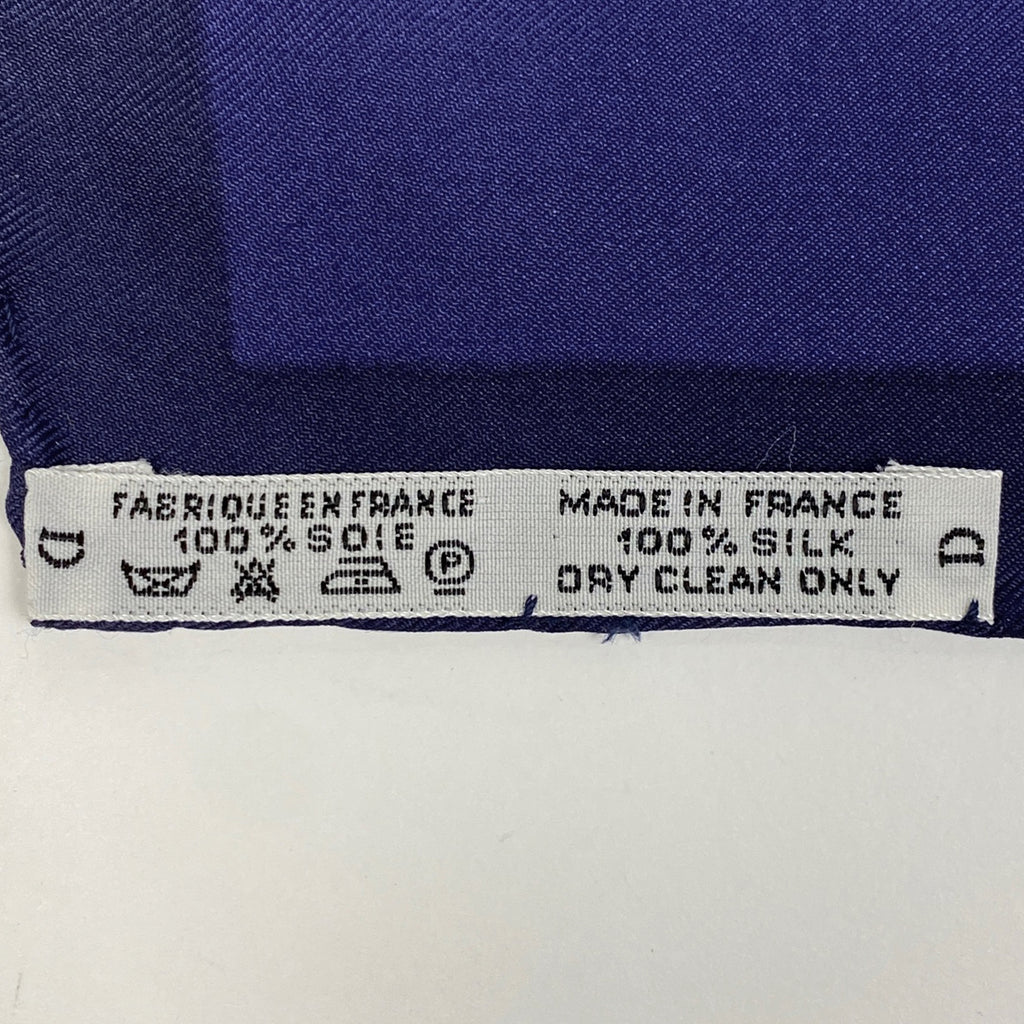 D
FABRIQUE EN FRANCE
100% SOIE
P
MADE IN FRANCE
100% SILK
DRY CLEAN ONLY
D